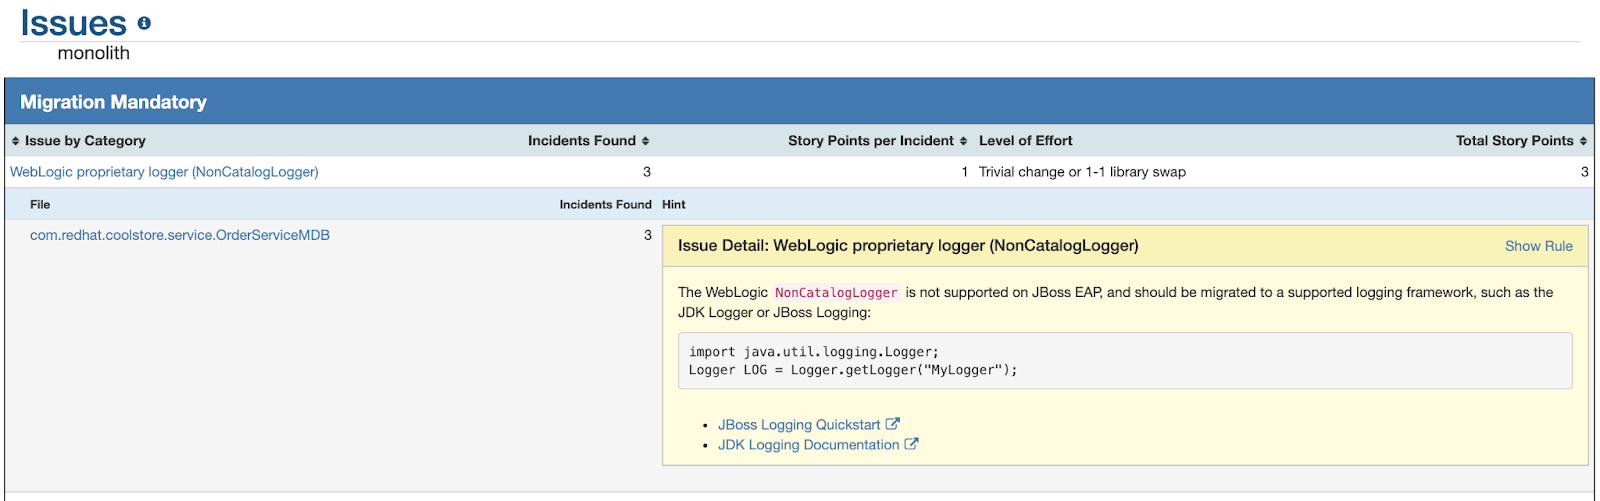 Issues
monolith
Migration Mandatory
Issue by Category Incidents Found Story Points per Incident Level of Effort Total Story Points
WebLogic proprietary logger (NonCatalogLogger) 3 1 Trivial change or 1-1 library swap 3
File Incidents Found Hint
com.redhat.coolstore.service.OrderServiceMDB 3
Issue Detail: WebLogic proprietary logger (NonCatalogLogger) Show Rule
The WebLogic NonCatalogLogger is not supported on JBoss EAP, and should be migrated to a supported logging framework, such as the
JDK Logger or JBoss Logging:
import java.util.logging.Logger;
Logger LOG = Logger.getLogger("MyLogger");
• JBoss Logging Quickstart
• JDK Logging Documentation